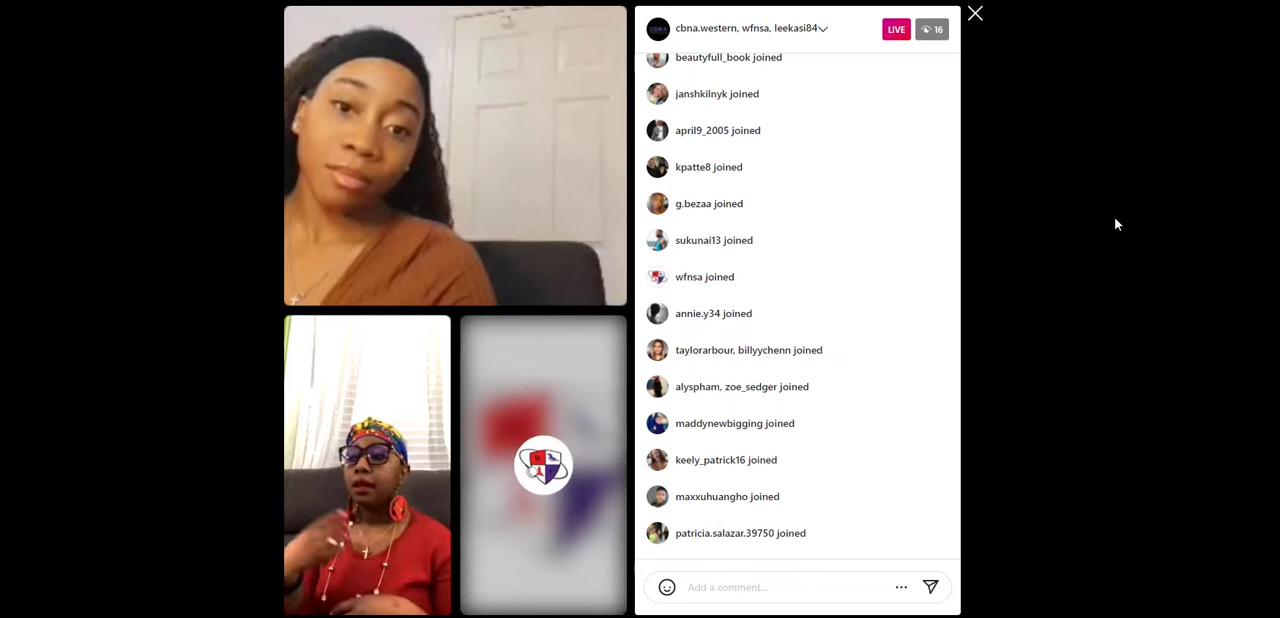 cbna.western, wfnsa, leekasi84
LIVE
16
beautyfull_book joined
janshkilnyk joined
april9_2005 joined
kpatte8 joined
g.bezaa joined
sukunai13 joined
wfnsa joined
annie.y34 joined
taylorarbour, billyychenn joined
alyspham, zoe_sedger joined
maddynewbigging joined
keely_patrick16 joined
maxxuhuangho joined
patricia.salazar.39750 joined
Add a comment...